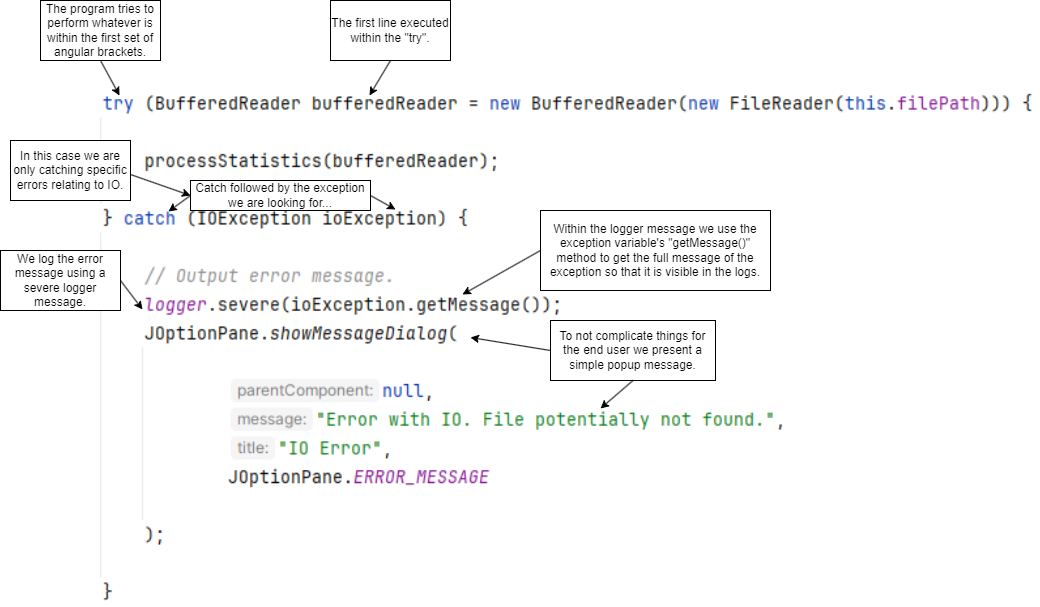 The program tries to
perform whatever is
within the first set of
angular brackets.
The first line executed
within the "try".
try (BufferedReader bufferedReader = new BufferedReader(new FileReader(this.filePath))) {
In this case we are
only catching specific
errors relating to IO.
processStatistics(bufferedReader);
Catch followed by the exception
we are looking for...
} catch (IOException ioException) {
Within the logger message we use the
exception variable's "getMessage()"
method to get the full message of the
exception so that it is visible in the logs.
We log the error
message using a
severe logger
message.
// Output error message.
logger.severe(ioException.getMessage());
JOptionPane.showMessageDialog(
To not complicate things for
the end user we present a
simple popup message.
parentComponent: null,
message: "Error with IO. File potentially not found.",
title: "IO Error",
JOptionPane.ERROR_MESSAGE
);
}